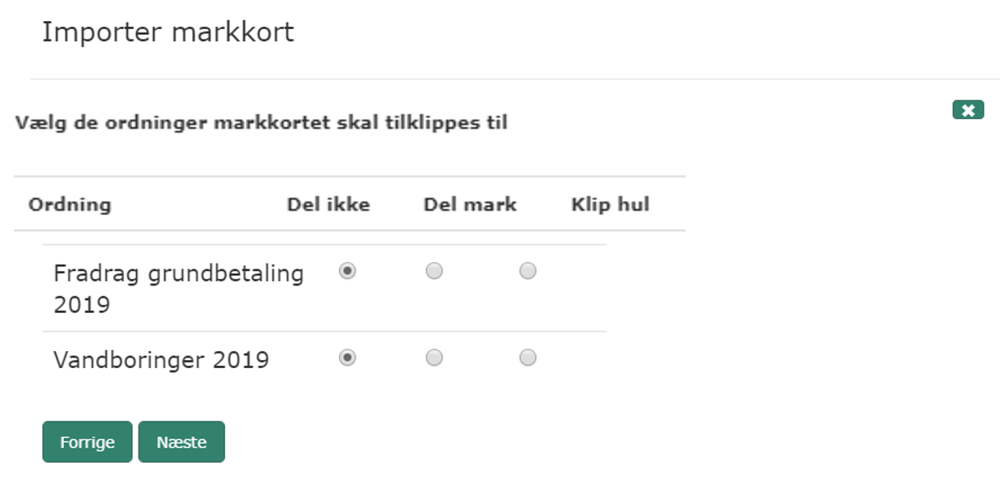 Importer markkort
Vælg de ordninger markkortet skal tilklippes til
Ordning Del ikke Del mark Klip hul
Fradrag grundbetaling
2019
Vandboringer 2019
Forrige Næste